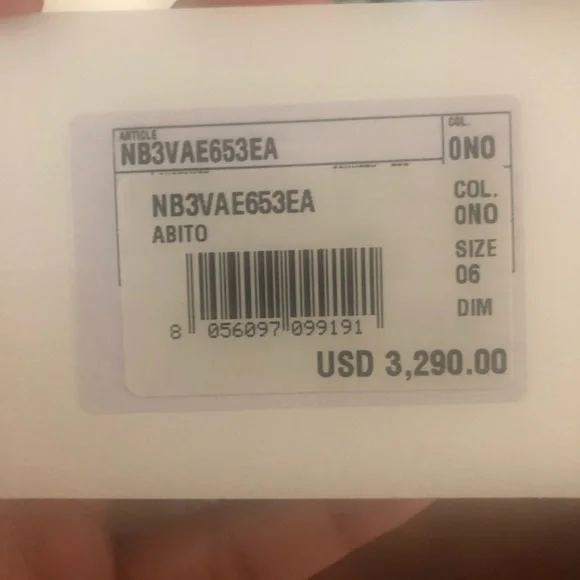 ARTICLE
NB3VAE653EA
COL.
0NO
NB3VAE653EA
ABITO
COL.
0NO
SIZE
06
DIM
8 056097 099191
USD 3,290.00